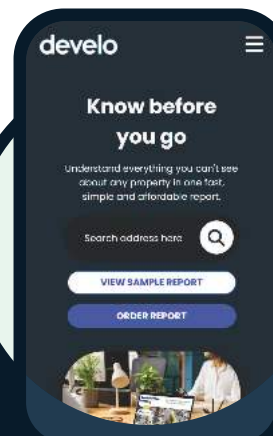 develo
Know before
you go
Understand everything you can't see
about any property in one fast,
simple and affordable report.
Search address here
VIEW SAMPLE REPORT
ORDER REPORT